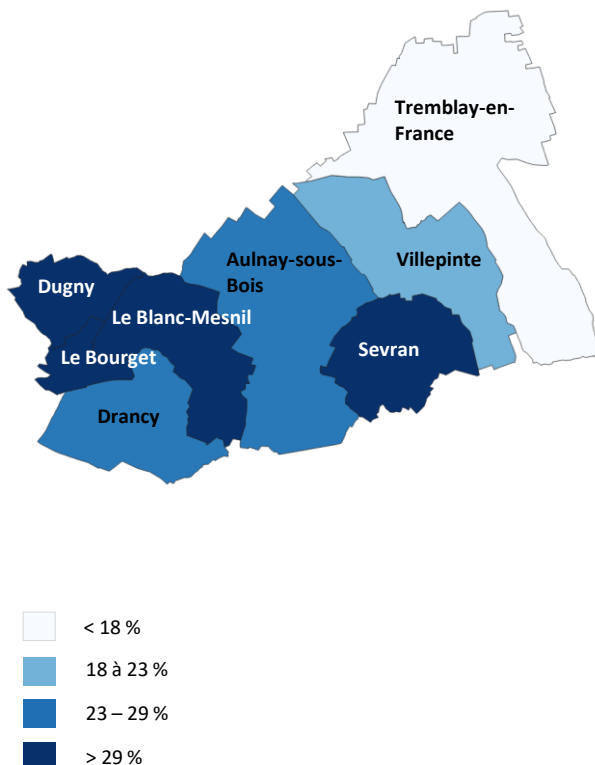 Tremblay-en-
France
Aulnay-sous-
Bois
Villepinte
Dugny
Le Blanc-Mesnil
Le Bourget
Sevran
Drancy
< 18 %
18 à 23 %
23 – 29 %
> 29 %